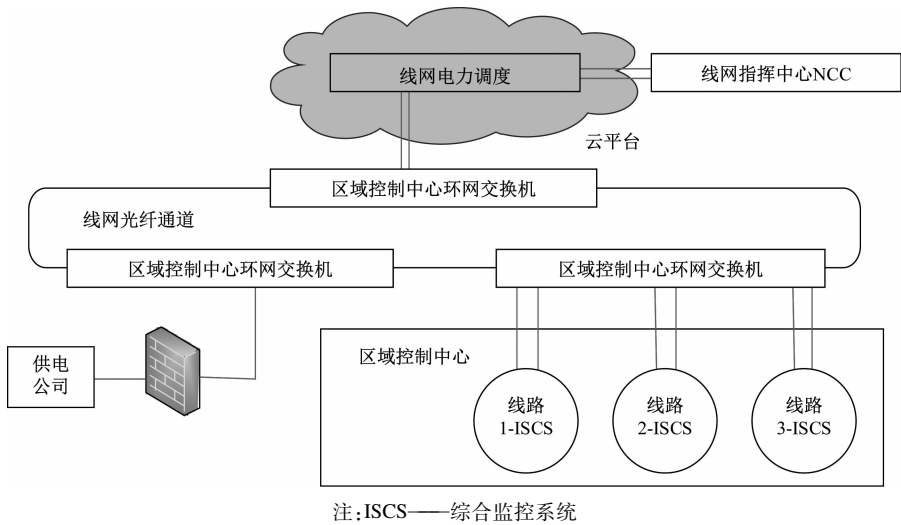 线网电力调度
线网指挥中心NCC
云平台
区域控制中心环网交换机
线网光纤通道
区域控制中心环网交换机
区域控制中心环网交换机
供电
公司
区域控制中心
线路
1-ISCS
线路
2-ISCS
线路
3-ISCS
注:ISCS——综合监控系统